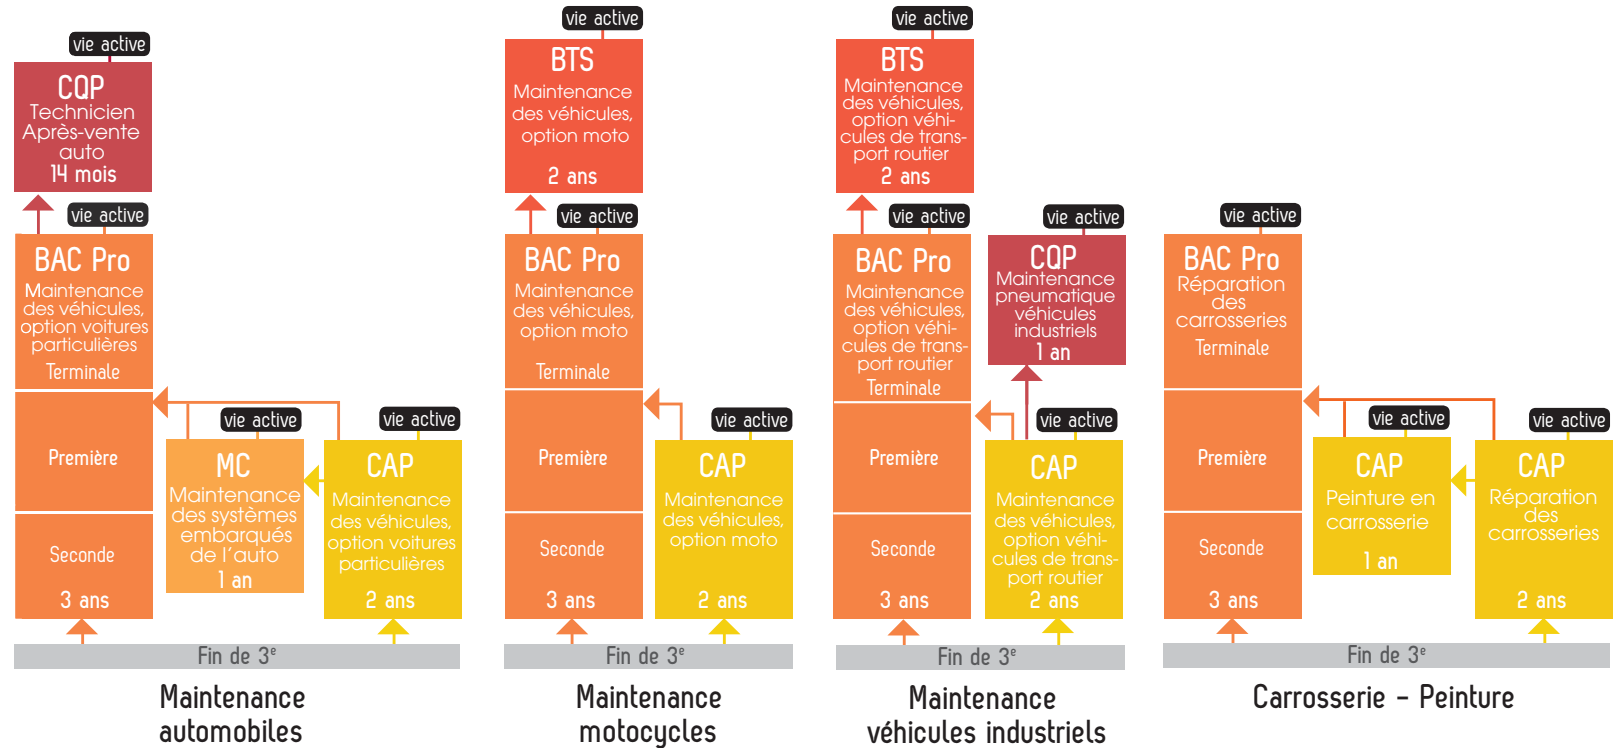 vie active
CQP
Technicien
Après-vente
auto
14 mois
vie active
BAC Pro
Maintenance
des véhicules,
option voitures
particulières
Terminale
Première
Seconde
3 ans
vie active
MC
Maintenance
des systèmes
embarqués
de l'auto
1 an
vie active
CAP
Maintenance
des véhicules,
option voitures
particulières
2 ans
Fin de 3e
Maintenance
automobiles
vie active
BTS
Maintenance
des véhicules,
option moto
2 ans
vie active
BAC Pro
Maintenance
des véhicules,
option moto
Terminale
Première
Seconde
3 ans
vie active
CAP
Maintenance
des véhicules,
option moto
2 ans
Fin de 3e
Maintenance
motocycles
vie active
BTS
Maintenance
des véhicules,
option véhi-
cules de trans-
port routier
2 ans
vie active
BAC Pro
Maintenance
des véhicules,
option véhi-
cules de trans-
port routier
Terminale
Première
Seconde
3 ans
vie active
CQP
Maintenance
pneumatique
véhicules
industriels
1 an
vie active
CAP
Maintenance
des véhicules,
option véhi-
cules de trans-
port routier
2 ans
Fin de 3e
Maintenance
véhicules industriels
vie active
BAC Pro
Réparation
des
carrosseries
Terminale
Première
Seconde
3 ans
vie active
CAP
Peinture en
carrosserie
1 an
vie active
CAP
Réparation
des
carrosseries
2 ans
Fin de 3e
Carrosserie - Peinture